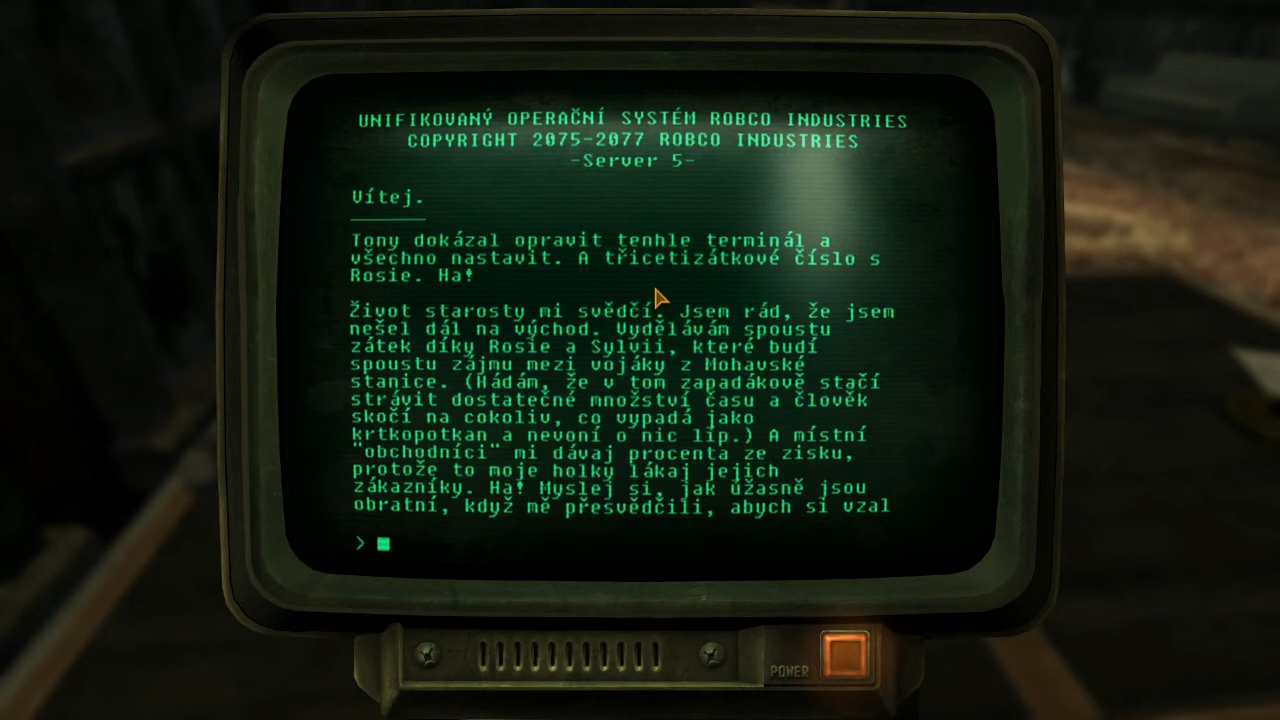 UNIFIKOVANÝ OPERAČNÍ SYSTÉM ROBCO INDUSTRIES
COPYRIGHT 2075-2077 ROBCO INDUSTRIES
-Server 5-
Vítej.
Tony dokázal opravit tenhle terminál a
všechno nastavit. A třicetizátkové číslo s
Rosie. Ha!
Život starosty mi svědčí. Jsem rád, že jsem
nešel dál na východ. Vydělávám spoustu
zátek díky Rosie a Sylvii, které budí
spoustu zájmu mezi vojáky z Mohavské
stanice. (Hádám, že v tom zapadákově stačí
strávit dostatečné množství času a člověk
skočí na cokoliv, co vypadá jako
krtkopotkan a nevoní o nic líp.) A místní
"obchodníci" mi dávaj procenta ze zisku,
protože to moje holky lákaj jejich
zákazníky. Ha! Myslej si, jak úžasně jsou
obratní, když mě přesvědčili, abych si vzal
>
POWER